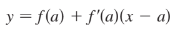 y = f(a) + f′(a)(x − a)